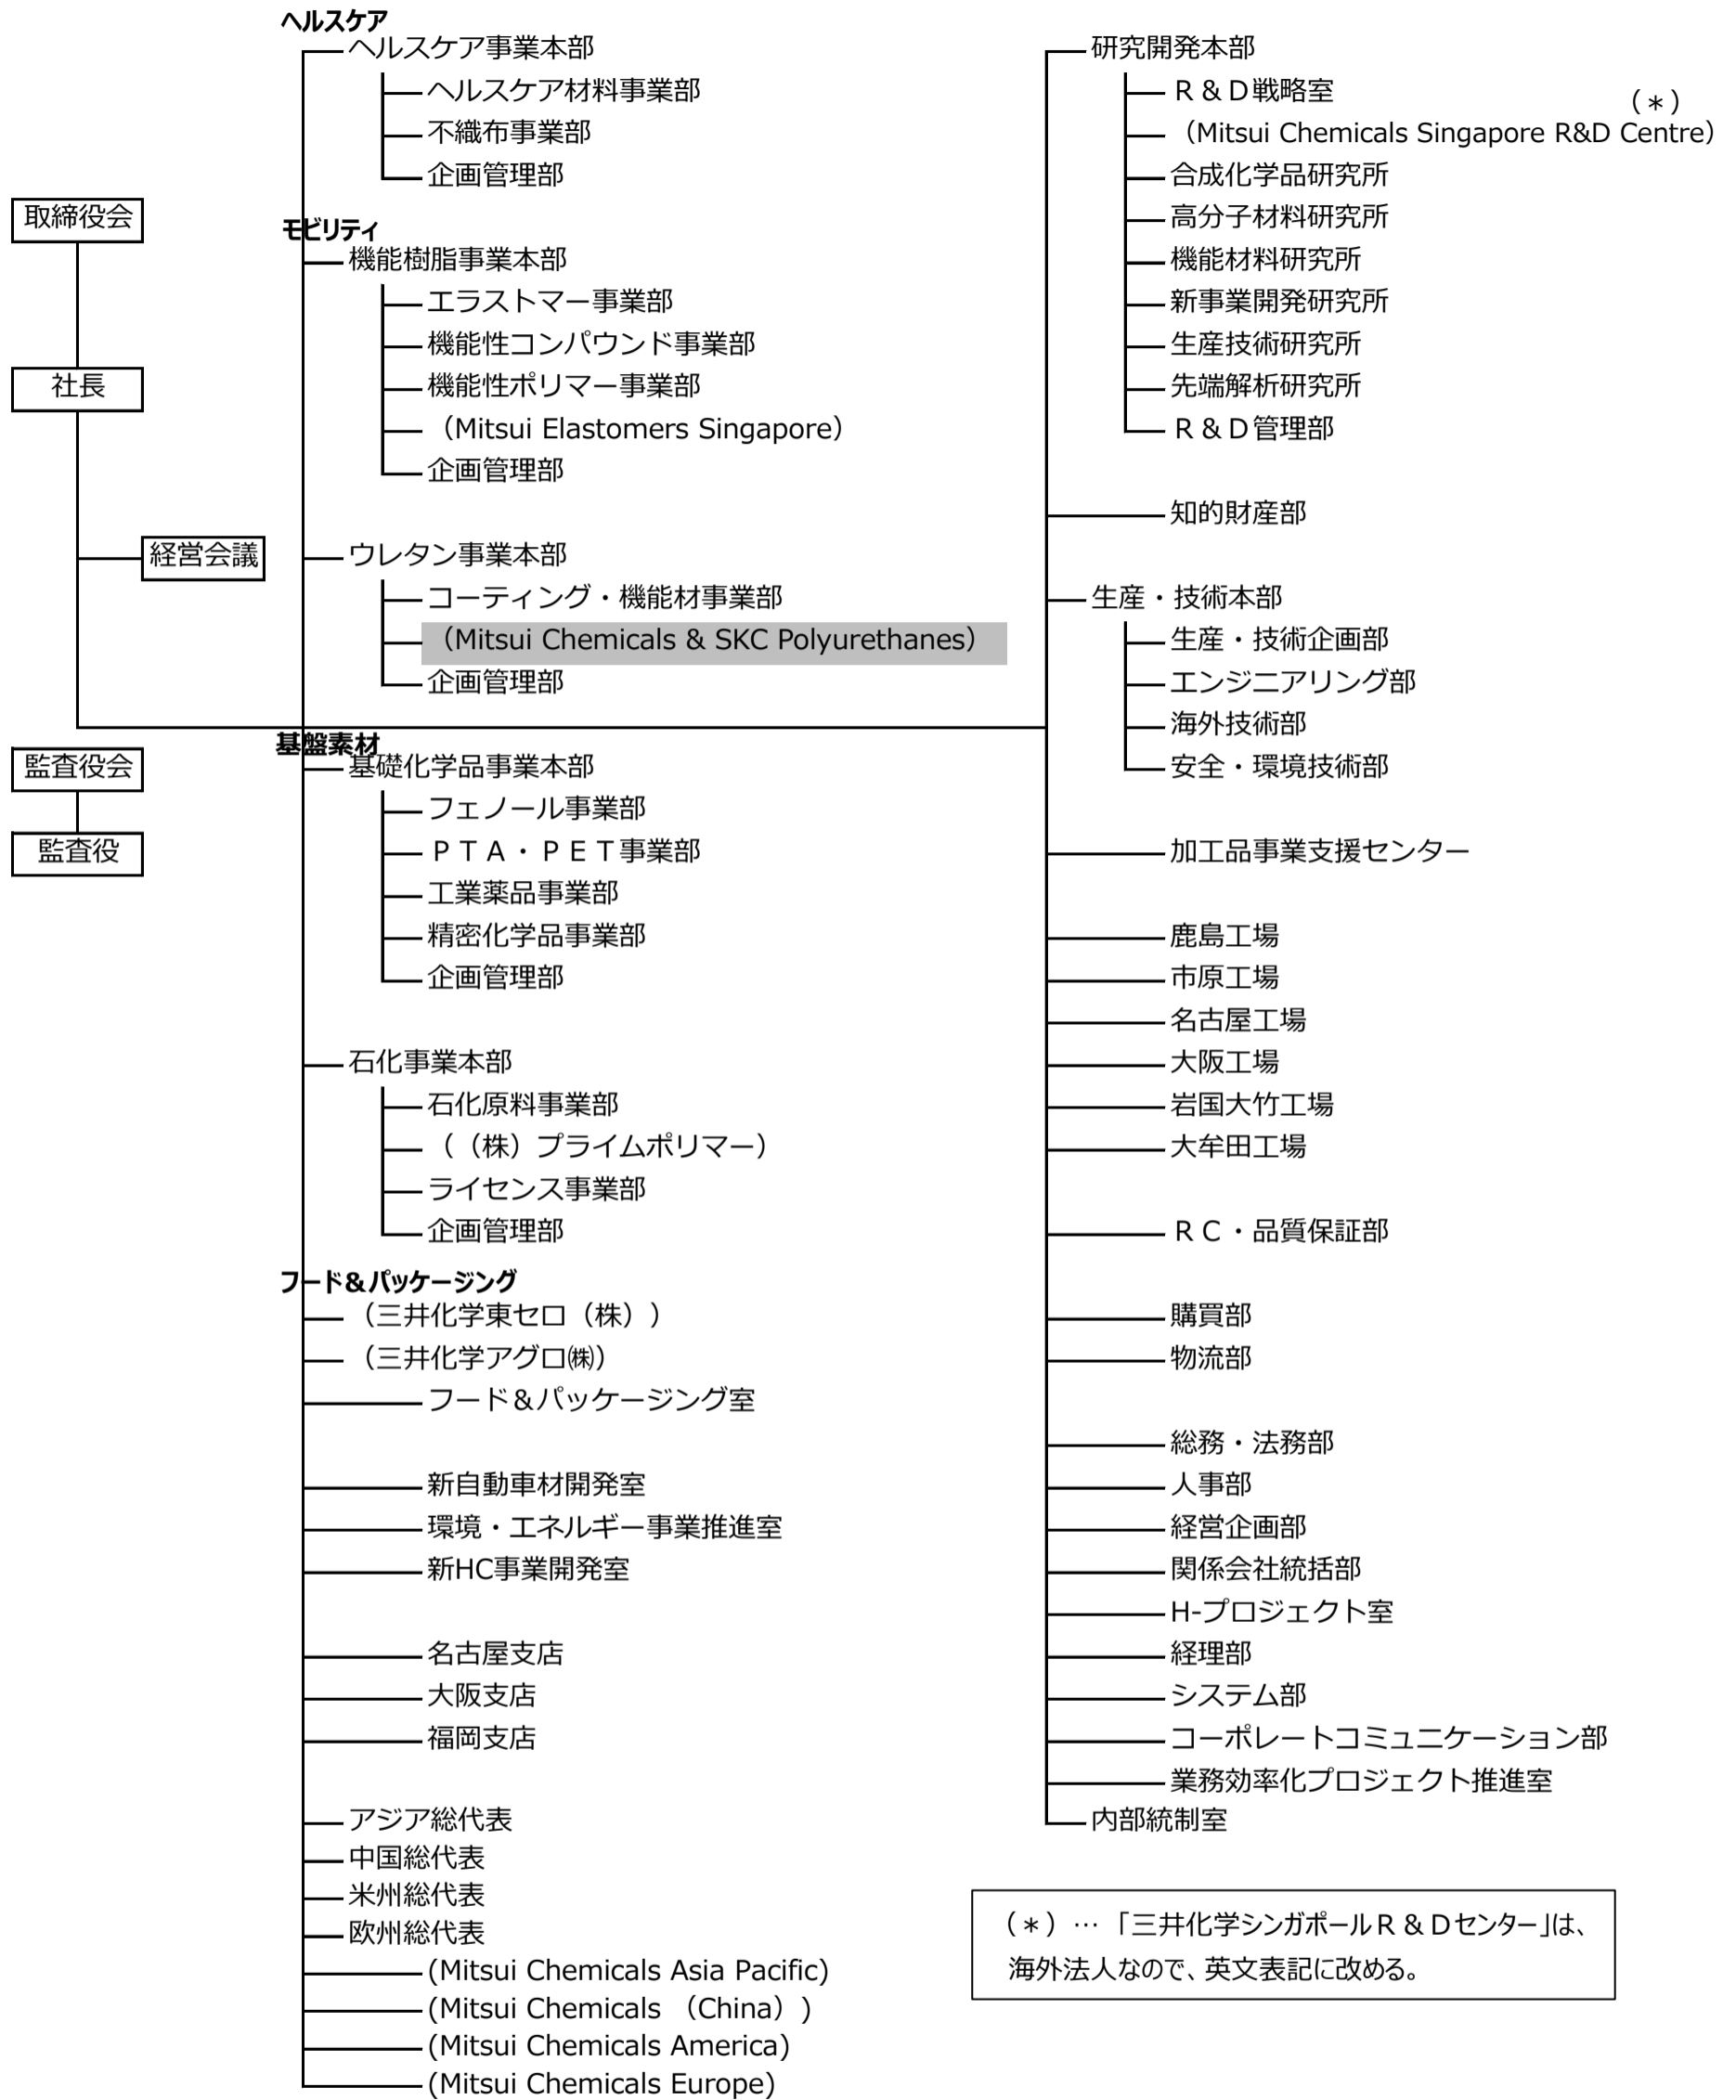 取締役会
社長
経営会議
監査役会
監査役
ヘルスケア
ヘルスケア事業本部
ヘルスケア材料事業部
不織布事業部
企画管理部
モビリティ
機能樹脂事業本部
エラストマー事業部
機能性コンパウンド事業部
機能性ポリマー事業部
（Mitsui Elastomers Singapore）
企画管理部
ウレタン事業本部
コーティング・機能材事業部
（Mitsui Chemicals & SKC Polyurethanes）
企画管理部
基盤素材
基礎化学品事業本部
フェノール事業部
ＰＴＡ・ＰＥＴ事業部
工業薬品事業部
精密化学品事業部
企画管理部
石化事業本部
石化原料事業部
（（株）プライムポリマー）
ライセンス事業部
企画管理部
フード＆パッケージング
（三井化学東セロ（株））
（三井化学アグロ㈱）
フード＆パッケージング室
新自動車材開発室
環境・エネルギー事業推進室
新HC事業開発室
名古屋支店
大阪支店
福岡支店
アジア総代表
中国総代表
米州総代表
欧州総代表
(Mitsui Chemicals Asia Pacific)
(Mitsui Chemicals （China）)
(Mitsui Chemicals America)
(Mitsui Chemicals Europe)
研究開発本部
Ｒ＆Ｄ戦略室
（＊）
（Mitsui Chemicals Singapore R&D Centre）
合成化学品研究所
高分子材料研究所
機能材料研究所
新事業開発研究所
生産技術研究所
先端解析研究所
Ｒ＆Ｄ管理部
知的財産部
生産・技術本部
生産・技術企画部
エンジニアリング部
海外技術部
安全・環境技術部
加工品事業支援センター
鹿島工場
市原工場
名古屋工場
大阪工場
岩国大竹工場
大牟田工場
ＲＣ・品質保証部
購買部
物流部
総務・法務部
人事部
経営企画部
関係会社統括部
H-プロジェクト室
経理部
システム部
コーポレートコミュニケーション部
業務効率化プロジェクト推進室
内部統制室
（＊）…「三井化学シンガポールＲ＆Ｄセンター」は、
海外法人なので、英文表記に改める。